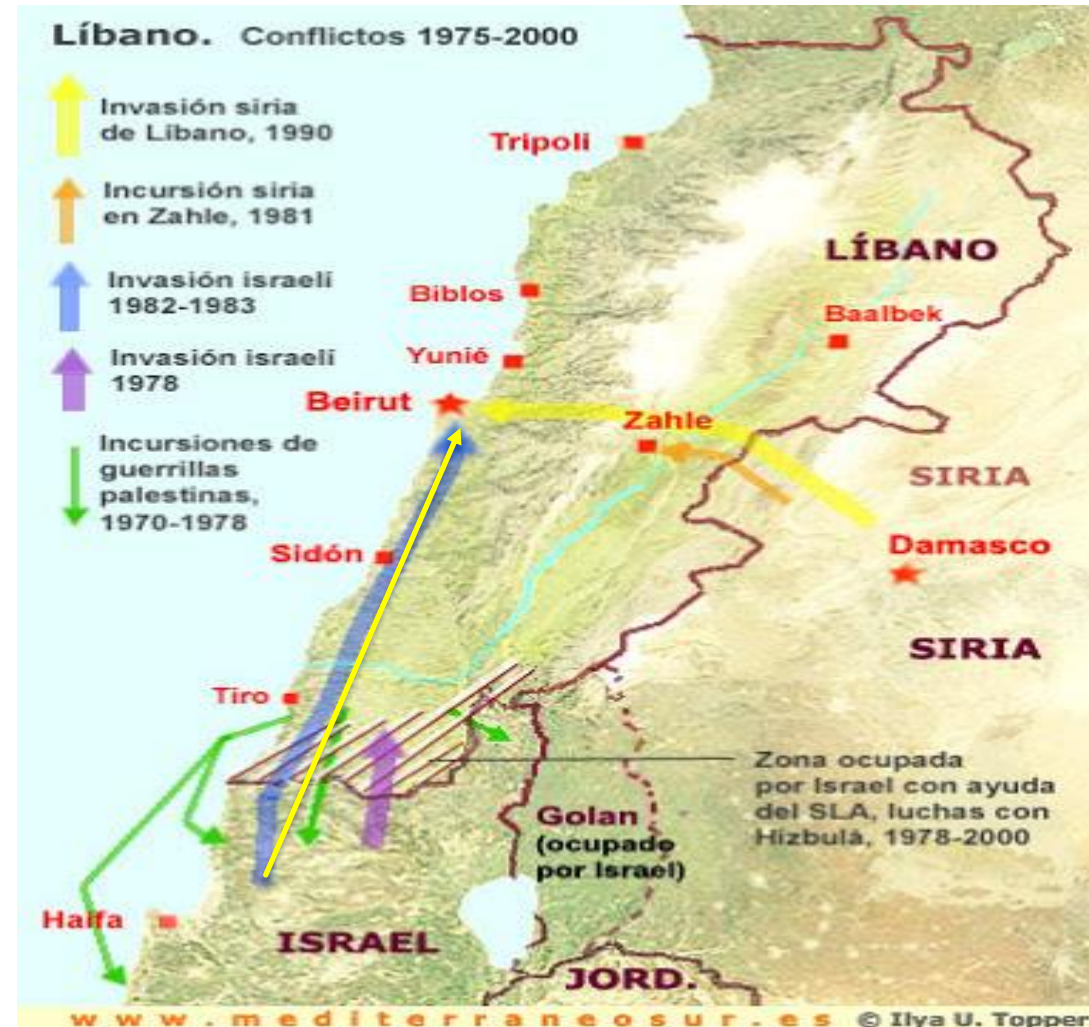 Líbano. Conflictos 1975-2000
Invasión siria
de Líbano, 1990
Incursión siria
en Zahle, 1981
Invasión israelí
1982-1983
Invasión israelí
1978
Incursiones de
guerrillas
palestinas,
1970-1978
Tripoli
LÍBANO
Biblos
Baalbek
Yunié
Beirut
Zahle
SIRIA
Damasco
Sidón
SIRIA
Tiro
Zona ocupada
por Israel con ayuda
del SLA, luchas con
Hizbulá, 1978-2000
Golan
(ocupado
por Israel)
Haifa
ISRAEL
JORD.
www.mediterraneosur.es © Ilya U. Topper